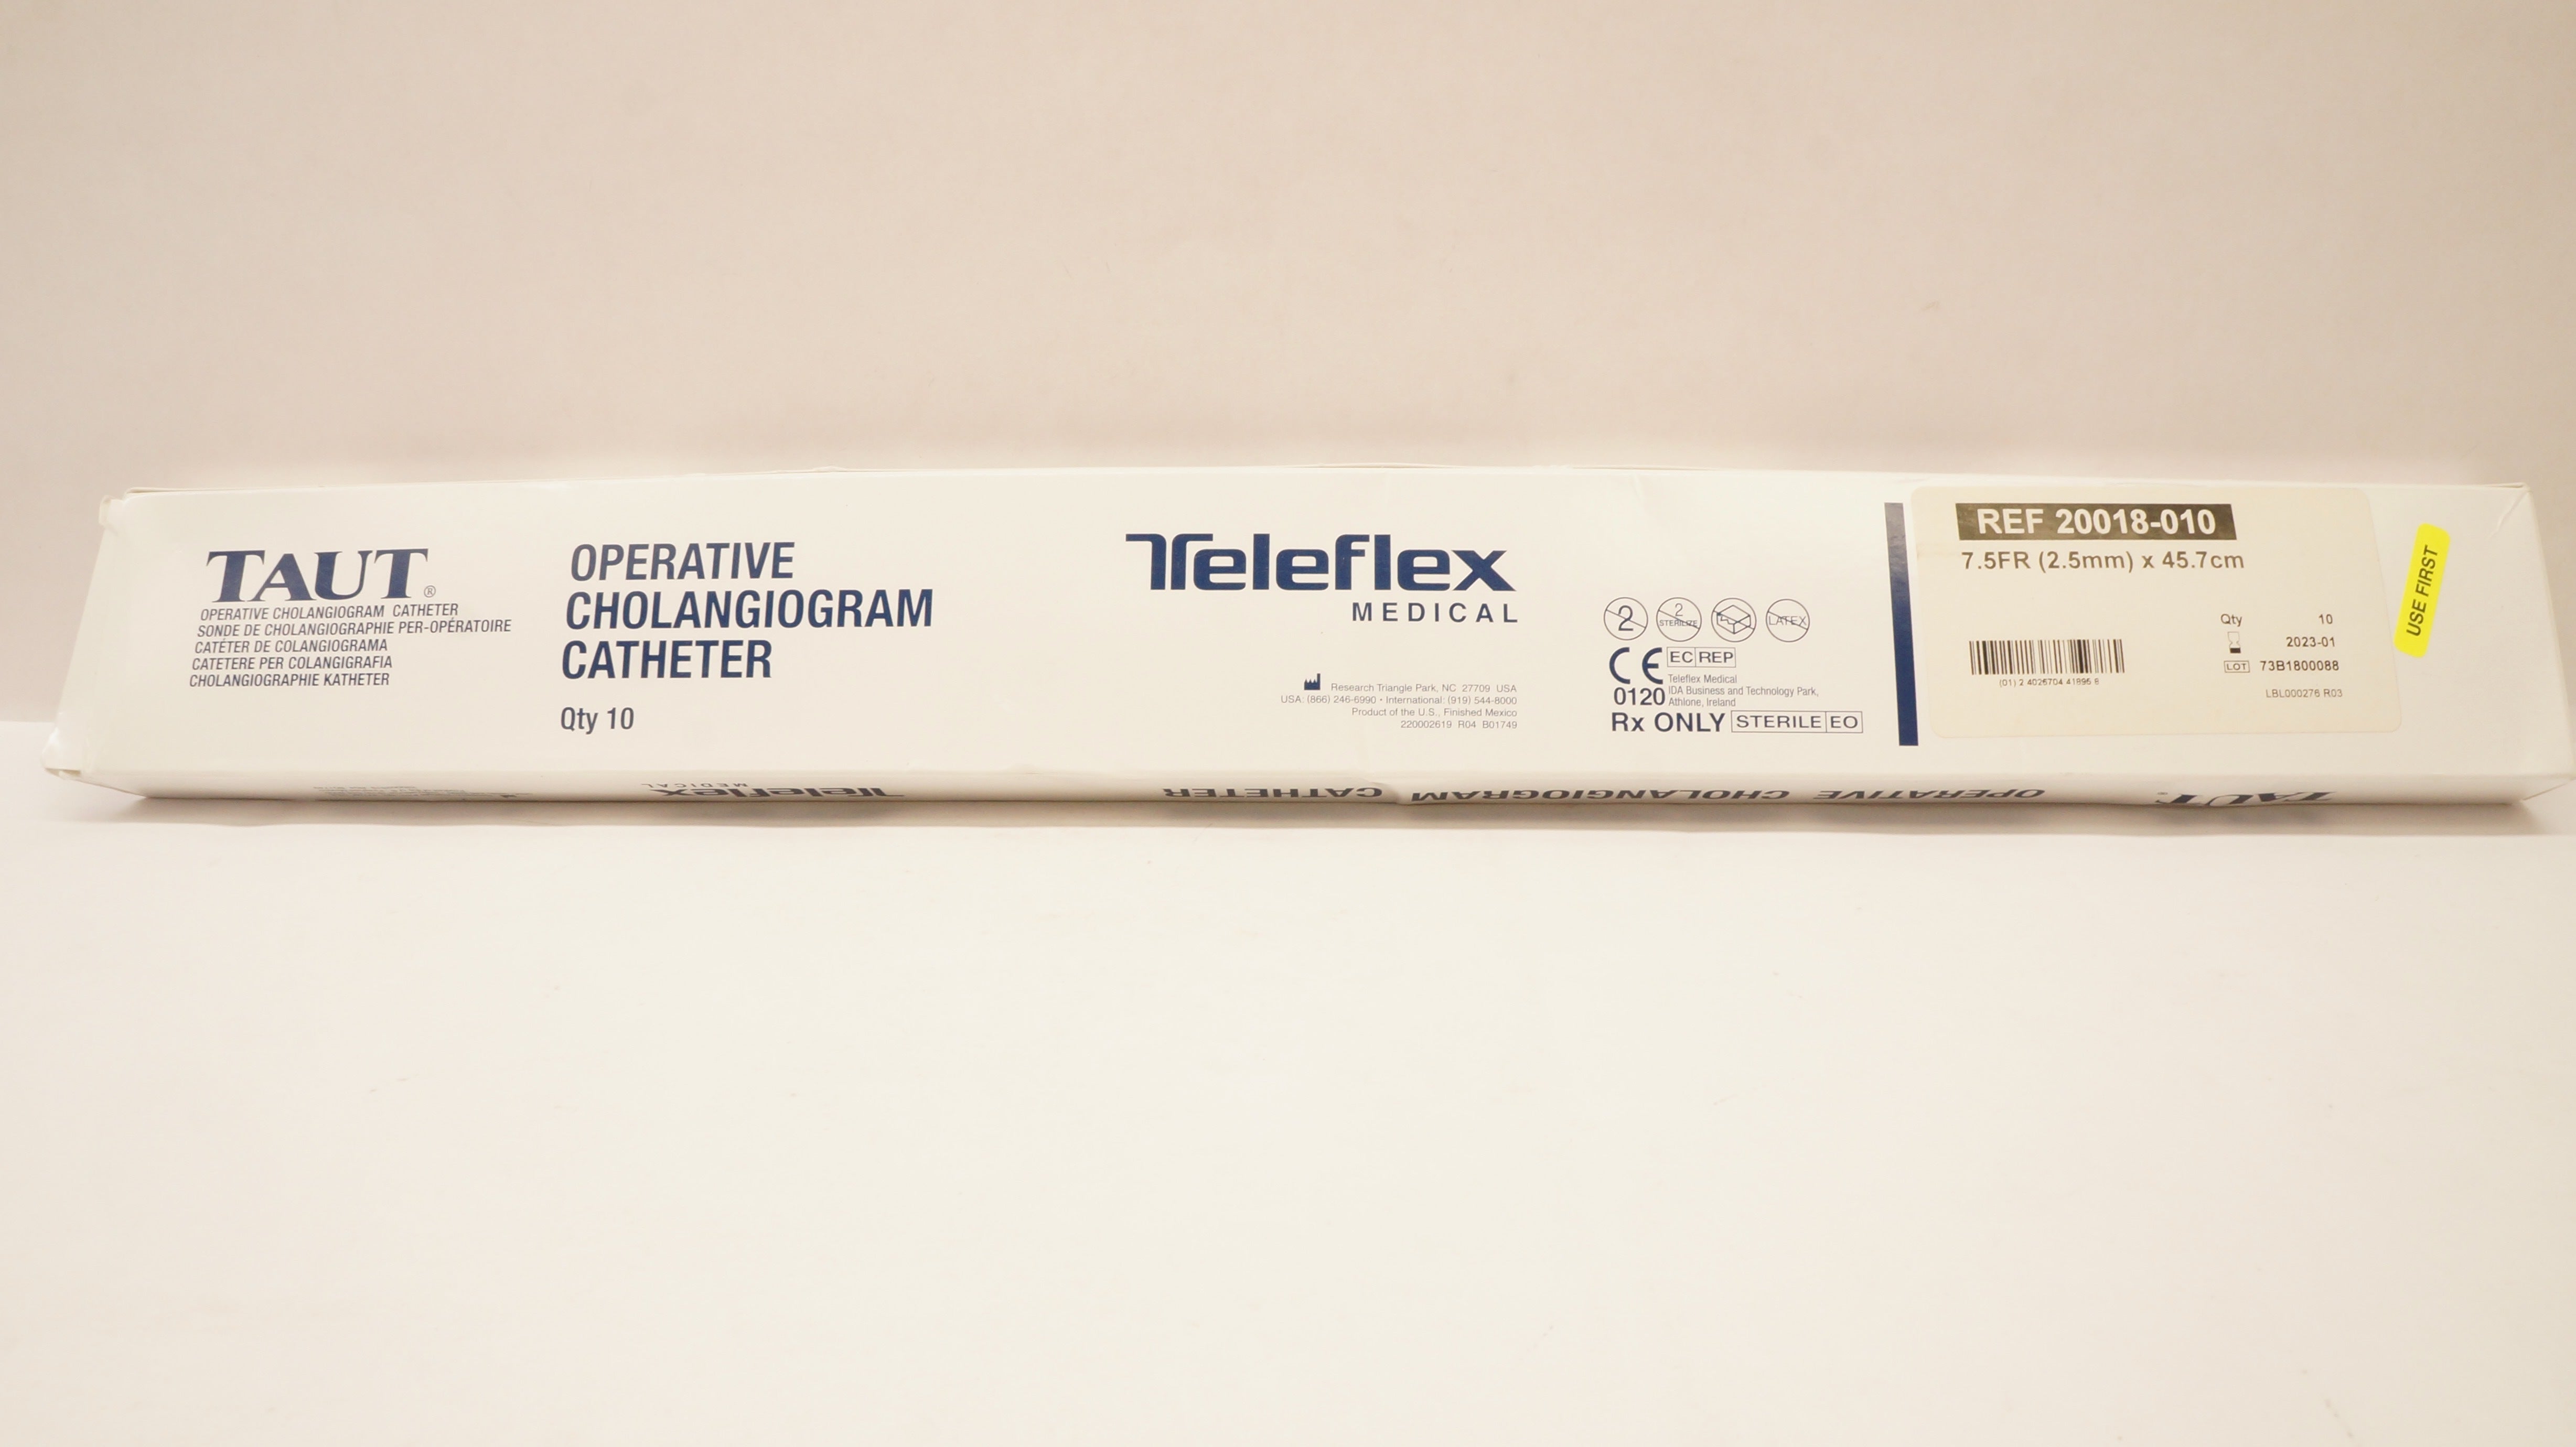 TAUT®
OPERATIVE CHOLANGIOGRAM CATHETER
SONDE DE CHOLANGIOGRAPHIE PER-OPÉRATOIRE
CATÉTER DE COLANGIOGRAMA
CATETERE PER COLANGIGRAFIA
CHOLANGIOGRAPHIE KATHETER
OPERATIVE
CHOLANGIOGRAM
CATHETER
Qty 10
Teleflex
MEDICAL
Research Triangle Park, NC 27709 USA
USA: (866) 246-6990 • International: (919) 544-8000
Product of the U.S., Finished Mexico
220002619 R04 B01749
2
2
STERILIZE
LATEX
CE
0120
EC REP
Teleflex Medical
IDA Business and Technology Park,
Athlone, Ireland
Rx ONLY STERILE EO
REF 20018-010
7.5FR (2.5mm) x 45.7cm
Qty 10
2023-01
LOT 73B1800088
LBL000276 R03
USE FIRST
TAUT®
OPERATIVE CHOLANGIOGRAM CATHETER
Teleflex
MEDICAL